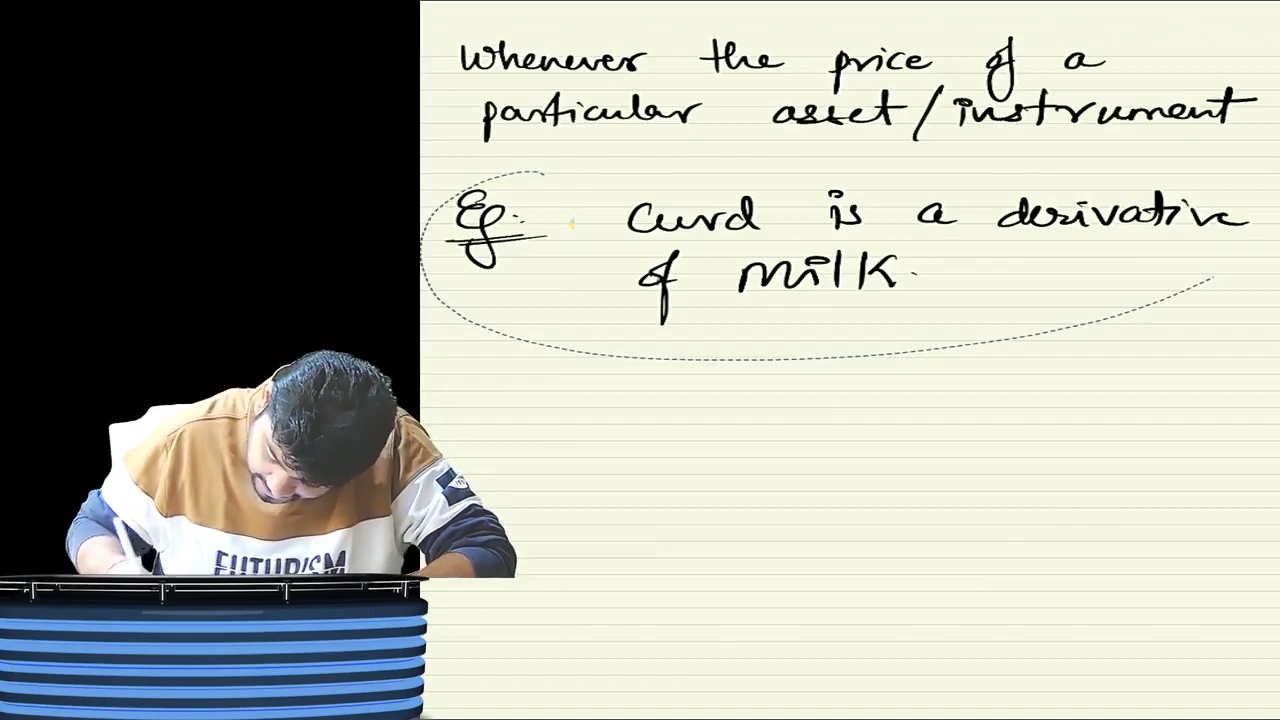 Whenever the price of a
particular asset/instrument
Eg:
Curd is a derivative
of Milk.
FUTURISM